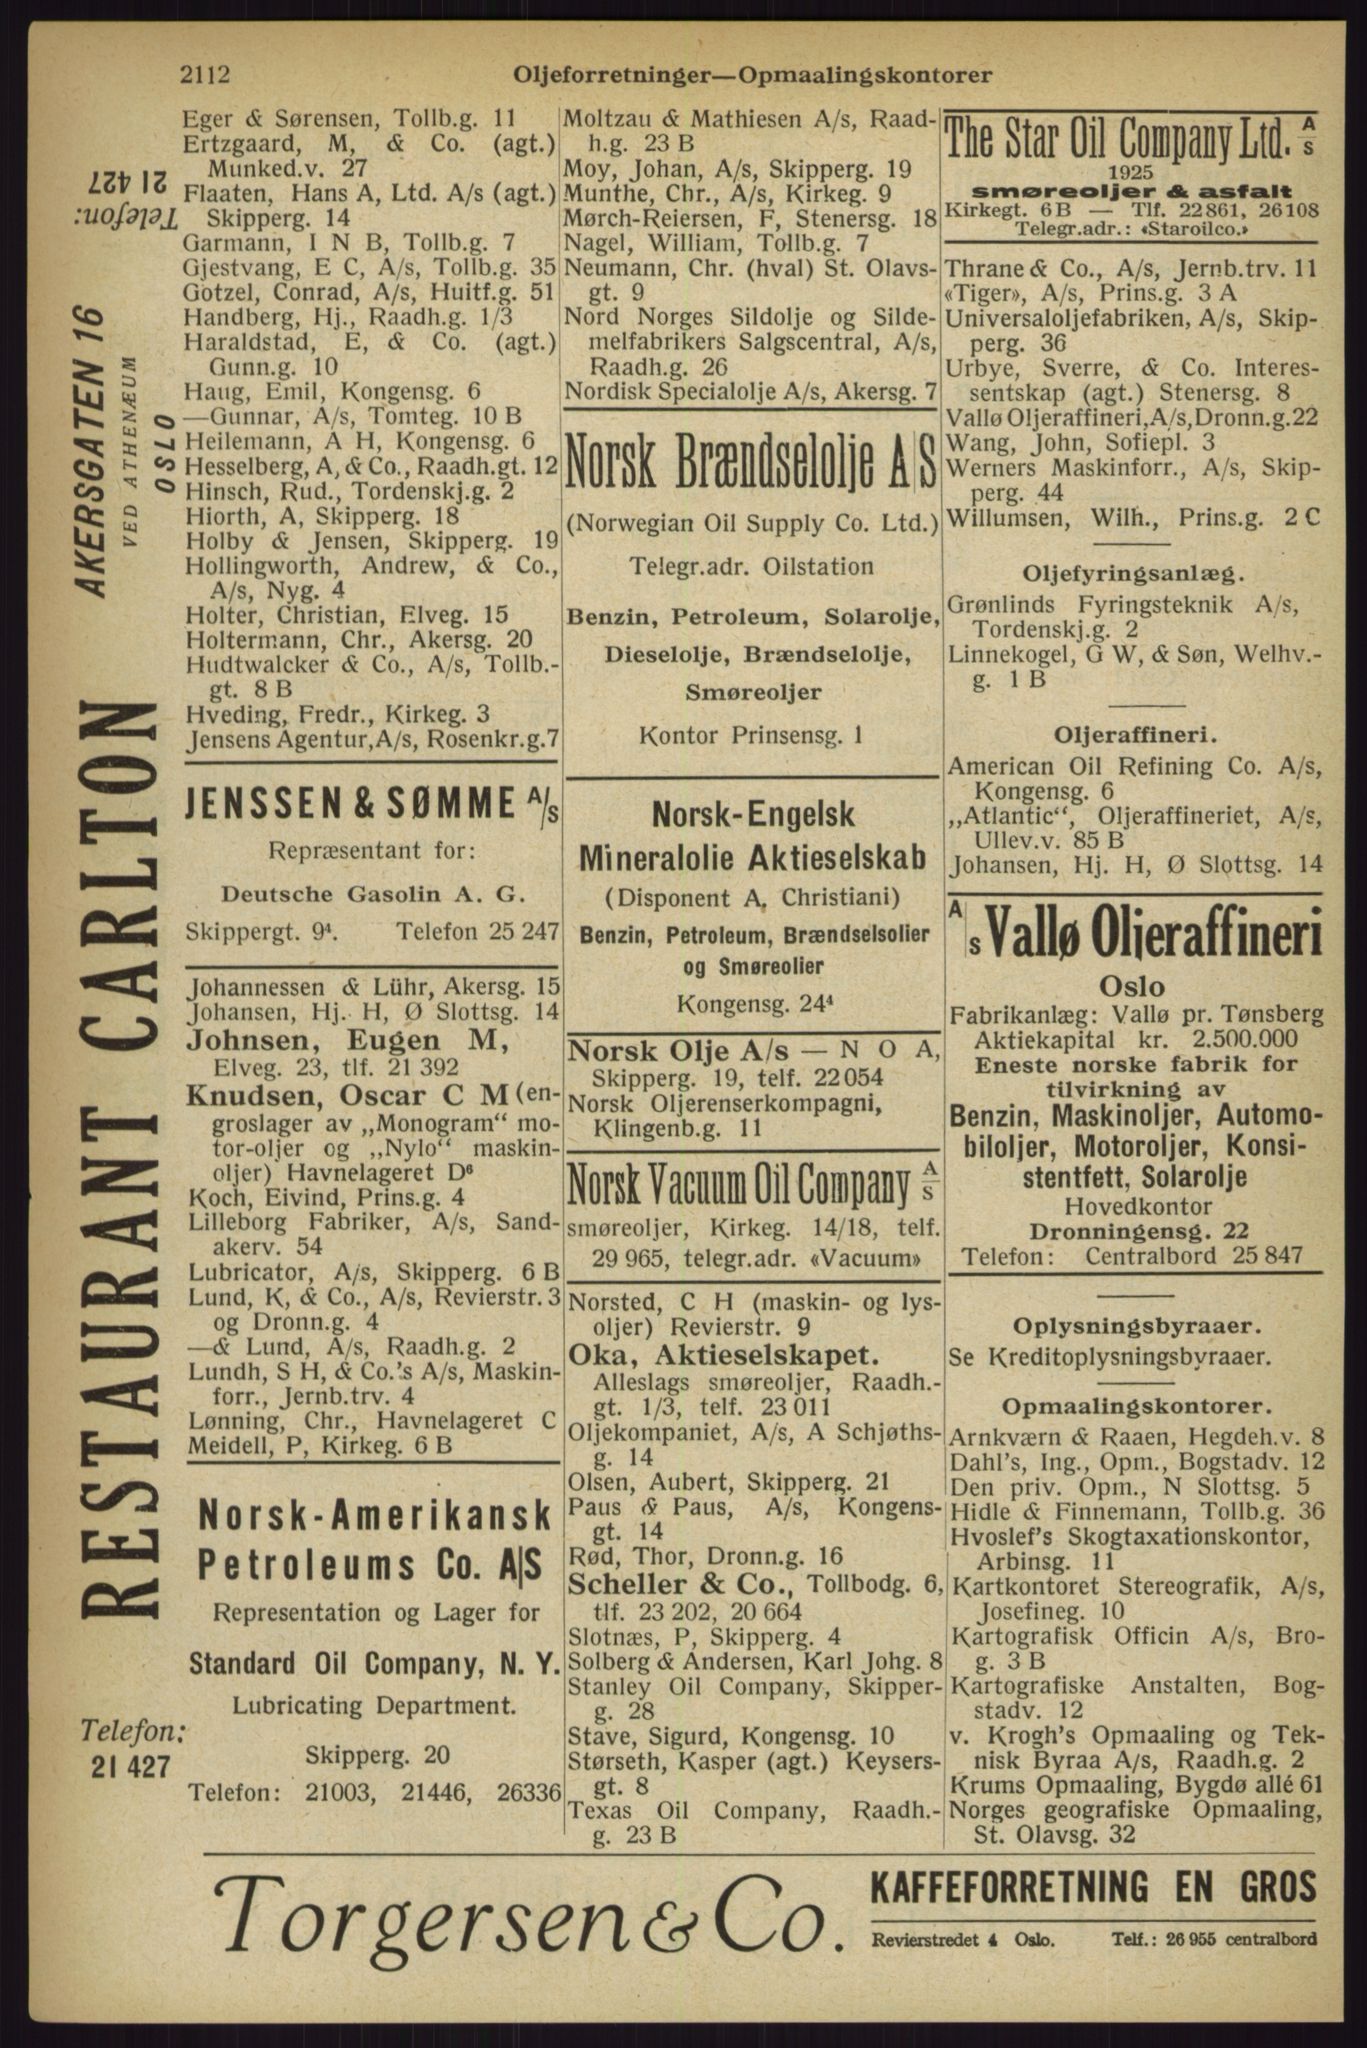 2112
Oljeforretninger—Opmaalingskontorer
Telefon:
21 427
AKERSGATEN 16
VED ATHENÆUM
OSLO
RESTAURANT CARLTON
Telefon:
21 427
Eger & Sørensen, Tollb.g. 11
Ertzgaard, M, & Co. (agt.)
Munked.v. 27
Flaaten, Hans A, Ltd. A/s (agt.)
Skipperg. 14
Garmann, I N B, Tollb.g. 7
Gjestvang, E C, A/s, Tollb.g. 35
Gotzel, Conrad, A/s, Huitf.g. 51
Handberg, Hj., Raadh.g. 1/3
Haraldstad, E, & Co. (agt.)
Gunn.g. 10
Haug, Emil, Kongensg. 6
—Gunnar, A/s, Tomteg. 10 B
Heilemann, A H, Kongensg. 6
Hesselberg, A, & Co., Raadh.gt. 12
Hinsch, Rud., Tordenskj.g. 2
Hiorth, A, Skipperg. 18
Holby & Jensen, Skipperg. 19
Hollingworth, Andrew, & Co.,
A/s, Nyg. 4
Holter, Christian, Elveg. 15
Holtermann, Chr., Akersg. 20
Hudtwalcker & Co., A/s, Tollb.-
gt. 8 B
Hveding, Fredr., Kirkeg. 3
Jensens Agentur, A/s, Rosenkr.g. 7
JENSSEN & SØMME A/s
Repræsentant for:
Deutsche Gasolin A. G.
Skippergt. 9⁴. Telefon 25 247
Johannessen & Lühr, Akersg. 15
Johansen, Hj. H, Ø Slottsg. 14
Johnsen, Eugen M,
Elveg. 23, tlf. 21 392
Knudsen, Oscar C M (en-
groslager av „Monogram“ mo-
tor-oljer og „Nylo“ maskin-
oljer) Havnelageret D⁶
Koch, Eivind, Prins.g. 4
Lilleborg Fabriker, A/s, Sand-
akerv. 54
Lubricator, A/s, Skipperg. 6 B
Lund, K, & Co., A/s, Revierstr. 3
og Dronn.g. 4
—& Lund, A/s, Raadh.g. 2
Lundh, S H, & Co.'s A/s, Maskin-
forr., Jernb.trv. 4
Lønning, Chr., Havnelageret C
Meidell, P, Kirkeg. 6 B
Norsk-Amerikansk
Petroleums Co. A|S
Representation og Lager for
Standard Oil Company, N. Y.
Lubricating Department.
Skipperg. 20
Telefon: 21003, 21446, 26336
Moltzau & Mathiesen A/s, Raad-
h.g. 23 B
Moy, Johan, A/s, Skipperg. 19
Munthe, Chr., A/s, Kirkeg. 9
Mørch-Reiersen, F, Stenersg. 18
Nagel, William, Tollb.g. 7
Neumann, Chr. (hval) St. Olavs-
gt. 9
Nord Norges Sildolje og Silde-
melfabrikers Salgscentral, A/s,
Raadh.g. 26
Nordisk Specialolje A/s, Akersg. 7
Norsk Brændselolje A|S
(Norwegian Oil Supply Co. Ltd.)
Telegr.adr. Oilstation
Benzin, Petroleum, Solarolje,
Dieselolje, Brændselolje,
Smøreoljer
Kontor Prinsensg. 1
Norsk-Engelsk
Mineralolie Aktieselskab
(Disponent A. Christiani)
Benzin, Petroleum, Brændselsolier
og Smøreolier
Kongensg. 24⁴
Norsk Olje A/s — N O A,
Skipperg. 19, telf. 22 054
Norsk Oljerenserkompagni,
Klingenb.g. 11
Norsk Vacuum Oil Company A/s
smøreoljer, Kirkeg. 14/18, telf.
29 965, telegr.adr. «Vacuum»
Norsted, C H (maskin- og lys-
oljer) Revierstr. 9
Oka, Aktieselskapet.
Alleslags smøreoljer, Raadh.-
gt. 1/3, telf. 23 011
Oljekompaniet, A/s, A Schjøths-
g. 14
Olsen, Aubert, Skipperg. 21
Paus & Paus, A/s, Kongens-
gt. 14
Rød, Thor, Dronn.g. 16
Scheller & Co., Tollbodg. 6,
tlf. 23 202, 20 664
Slotnæs, P, Skipperg. 4
Solberg & Andersen, Karl Johg. 8
Stanley Oil Company, Skipper-
g. 28
Stave, Sigurd, Kongensg. 10
Størseth, Kasper (agt.) Keysers-
gt. 8
Texas Oil Company, Raadh.-
g. 23 B
The Star Oil Company Ltd. A/s
1925
smøreoljer & asfalt
Kirkegt. 6 B — Tlf. 22 861, 26 108
Telegr.adr.: «Staroilco.»
Thrane & Co., A/s, Jernb.trv. 11
«Tiger», A/s, Prins.g. 3 A
Universaloljefabriken, A/s, Skip-
perg. 36
Urbye, Sverre, & Co. Interes-
sentskap (agt.) Stenersg. 8
Vallø Oljeraffineri, A/s, Dronn.g. 22
Wang, John, Sofiepl. 3
Werners Maskinforr., A/s, Skip-
perg. 44
Willumsen, Wilh., Prins.g. 2 C
Oljefyringsanlæg.
Grønlinds Fyringsteknik A/s,
Tordenskj.g. 2
Linnekogel, G W, & Søn, Welhv.-
g. 1 B
Oljeraffineri.
American Oil Refining Co. A/s,
Kongensg. 6
„Atlantic“, Oljeraffineriet, A/s,
Ullev.v. 85 B
Johansen, Hj. H, Ø Slottsg. 14
A/s Vallø Oljeraffineri
Oslo
Fabrikanlæg: Vallø pr. Tønsberg
Aktiekapital kr. 2.500.000
Eneste norske fabrik for
tilvirkning av
Benzin, Maskinoljer, Automo-
biloljer, Motoroljer, Konsi-
stentfett, Solarolje
Hovedkontor
Dronningensg. 22
Telefon: Centralbord 25 847
Oplysningsbyraaer.
Se Kreditoplysningsbyraaer.
Opmaalingskontorer.
Arnkværn & Raaen, Hegdeh.v. 8
Dahl's, Ing., Opm., Bogstadv. 12
Den priv. Opm., N Slottsg. 5
Hidle & Finnemann, Tollb.g. 36
Hvoslef's Skogtaxationskontor,
Arbinsg. 11
Kartkontoret Stereografik, A/s,
Josefineg. 10
Kartografisk Officin A/s, Bro-
g. 3 B
Kartografiske Anstalten, Bog-
stadv. 12
v. Krogh's Opmaaling og Tek-
nisk Byraa A/s, Raadh.g. 2
Krums Opmaaling, Bygdø allé 61
Norges geografiske Opmaaling,
St. Olavsg. 32
Torgersen & Co.
KAFFEFORRETNING EN GROS
Revierstredet 4 Oslo. Telf.: 26 955 centralbord